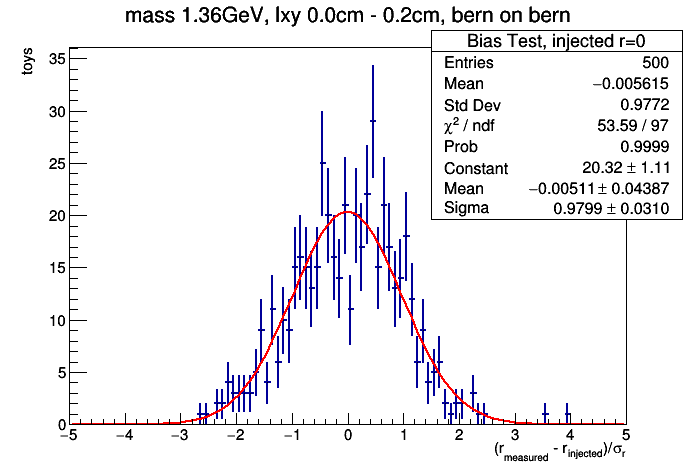 mass 1.36GeV, lxy 0.0cm - 0.2cm, bern on bern
Bias Test, injected r=0
Entries 500
Mean −0.005615
Std Dev 0.9772
χ² / ndf 53.59 / 97
Prob 0.9999
Constant 20.32 ± 1.11
Mean −0.00511 ± 0.04387
Sigma 0.9799 ± 0.0310
toys
35
30
25
20
15
10
5
0
−5 −4 −3 −2 −1 0 1 2 3 4 5
(r_measured - r_injected)/σ_r